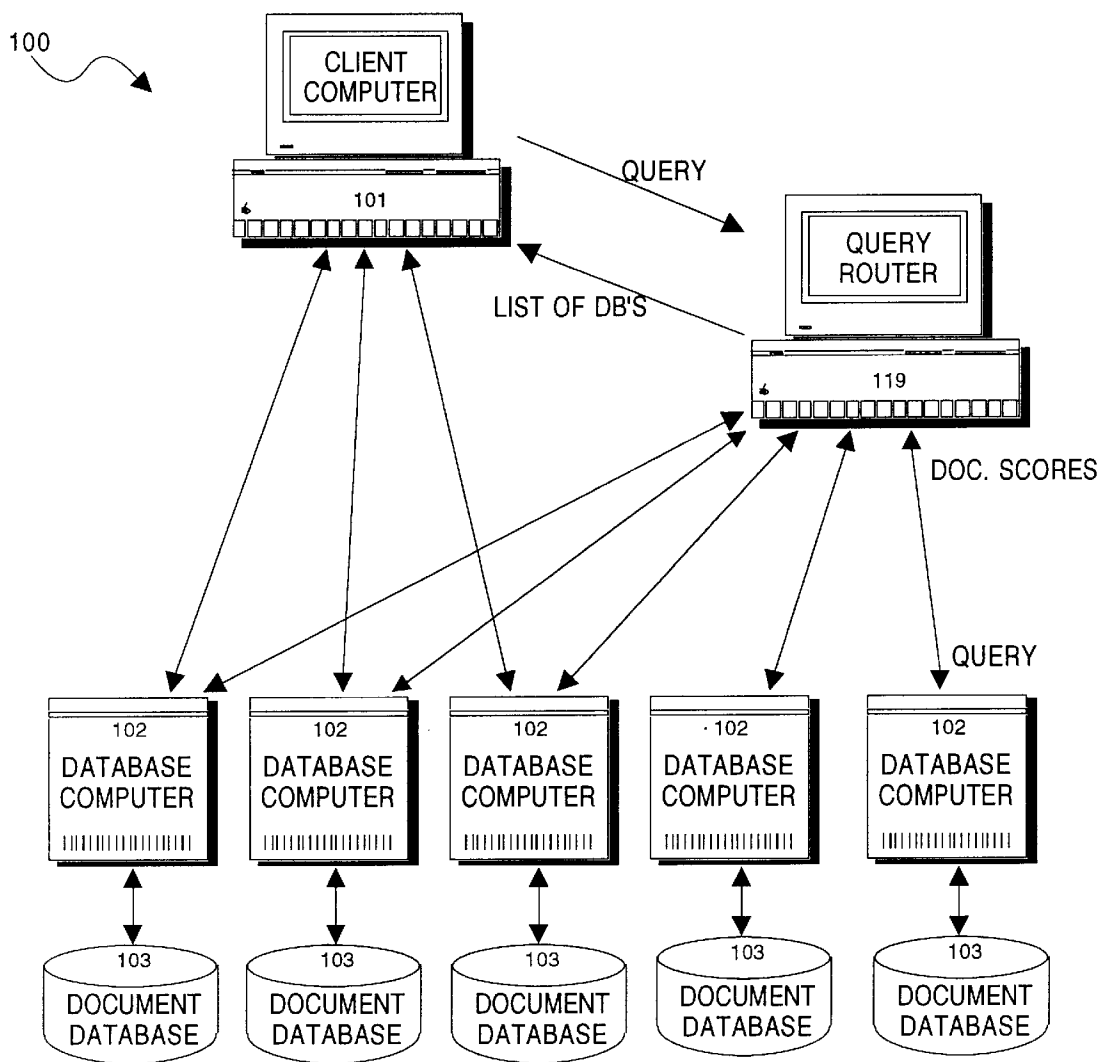 100
CLIENT
COMPUTER
101
QUERY
QUERY
ROUTER
LIST OF DB'S
119
DOC. SCORES
QUERY
102
DATABASE
COMPUTER
102
DATABASE
COMPUTER
102
DATABASE
COMPUTER
102
DATABASE
COMPUTER
102
DATABASE
COMPUTER
103
DOCUMENT
DATABASE
103
DOCUMENT
DATABASE
103
DOCUMENT
DATABASE
103
DOCUMENT
DATABASE
103
DOCUMENT
DATABASE